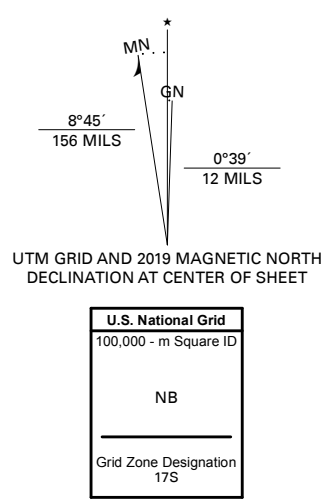 MN
GN
8°45´
156 MILS
0°39´
12 MILS
UTM GRID AND 2019 MAGNETIC NORTH
DECLINATION AT CENTER OF SHEET
U.S. National Grid
100,000 - m Square ID
NB
Grid Zone Designation
17S